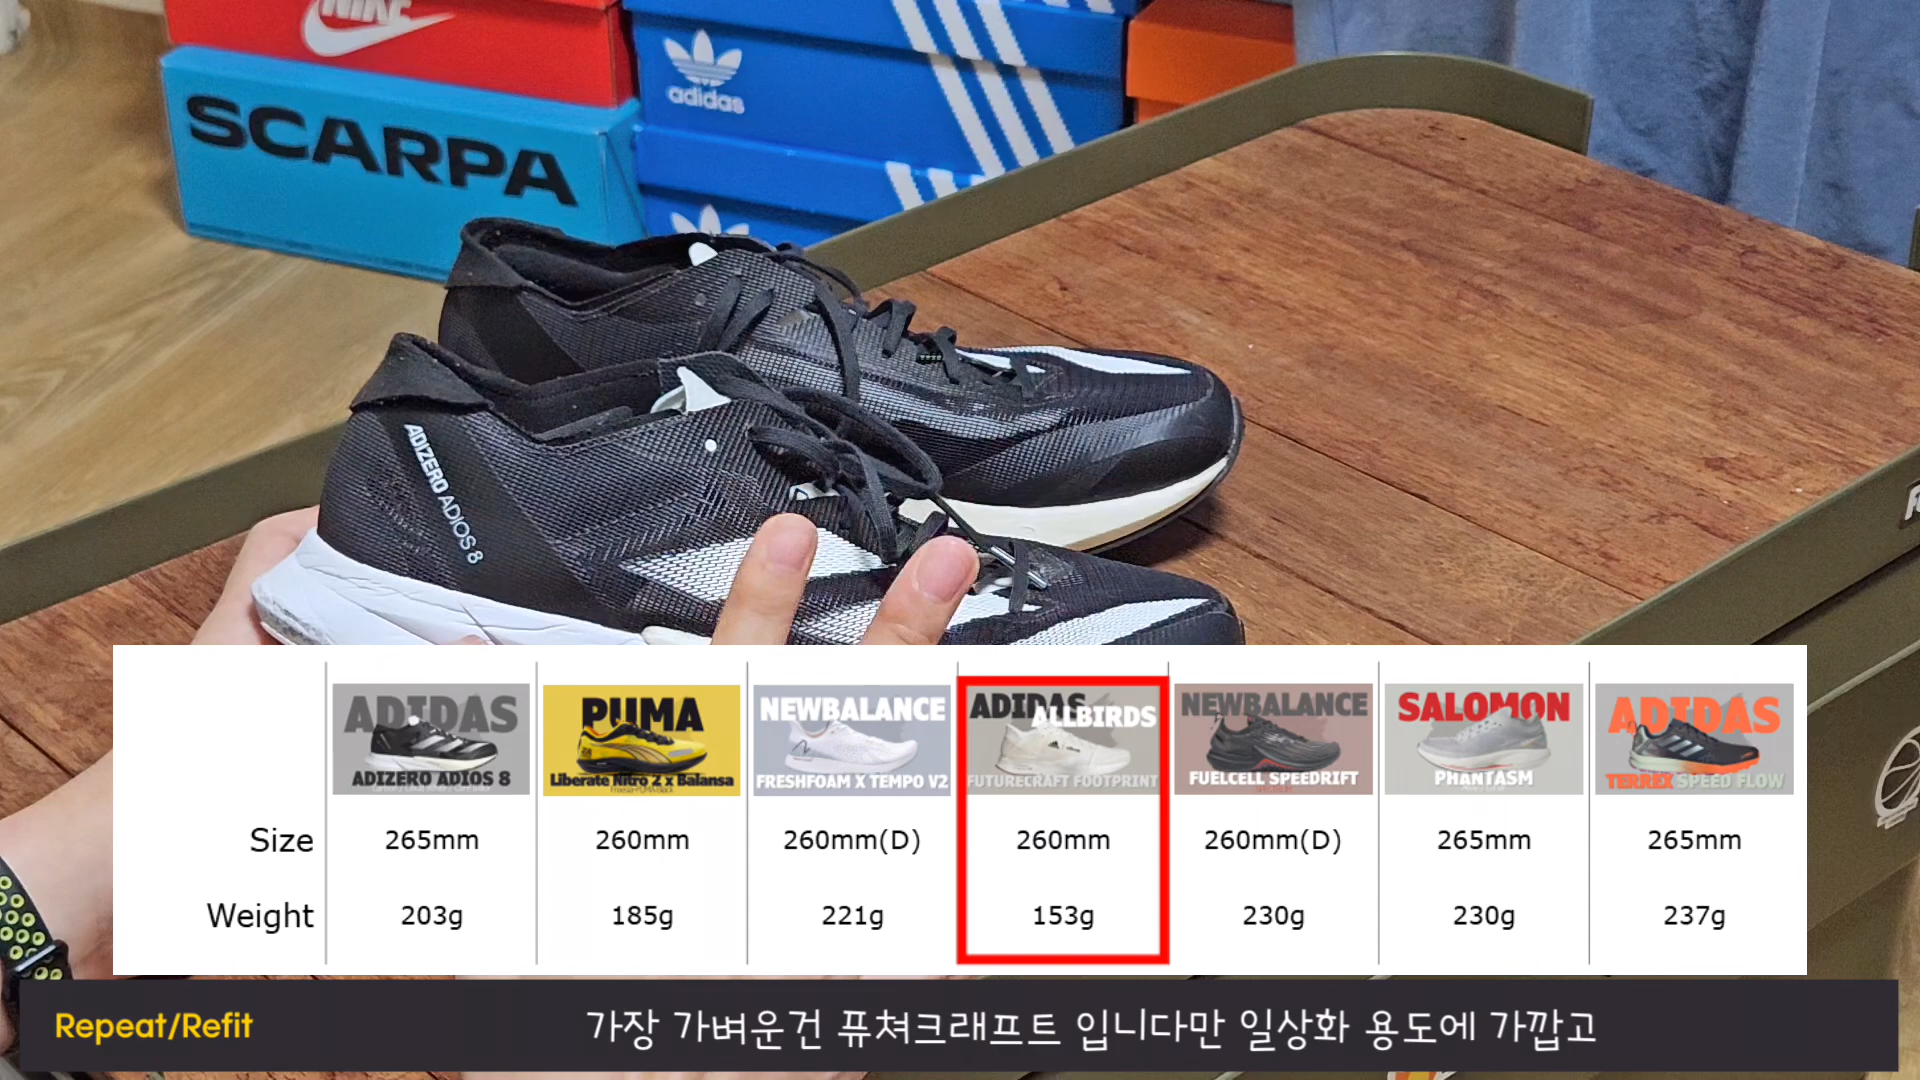 NIKE
SCARPA
adidas
ADIZERO ADIOS 8
ADIDAS
ADIZERO ADIOS 8
PUMA
Liberate Nitro 2 x Balansa
NEWBALANCE
FRESHFOAM X TEMPO V2
ADIDAS
ALLBIRDS
FUTURECRAFT FOOTPRINT
NEWBALANCE
FUELCELL SPEEDRIFT
SALOMON
PHANTASM
ADIDAS
TERREX SPEED FLOW
Size 265mm 260mm 260mm(D) 260mm 260mm(D) 265mm 265mm
Weight 203g 185g 221g 153g 230g 230g 237g
Repeat/Refit
가장 가벼운건 퓨쳐크래프트 입니다만 일상화 용도에 가깝고